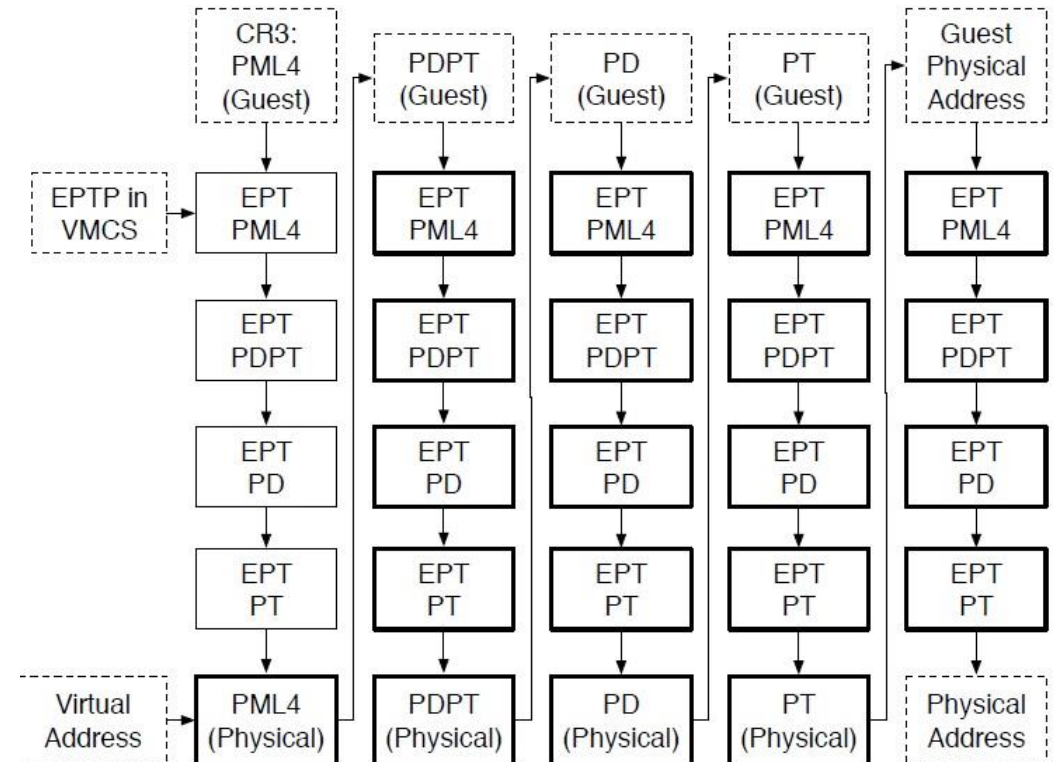 CR3:
PML4
(Guest)
PDPT
(Guest)
PD
(Guest)
PT
(Guest)
Guest
Physical
Address
EPTP in
VMCS
EPT
PML4
EPT
PML4
EPT
PML4
EPT
PML4
EPT
PML4
EPT
PDPT
EPT
PDPT
EPT
PDPT
EPT
PDPT
EPT
PDPT
EPT
PD
EPT
PD
EPT
PD
EPT
PD
EPT
PD
EPT
PT
EPT
PT
EPT
PT
EPT
PT
EPT
PT
Virtual
Address
PML4
(Physical)
PDPT
(Physical)
PD
(Physical)
PT
(Physical)
Physical
Address